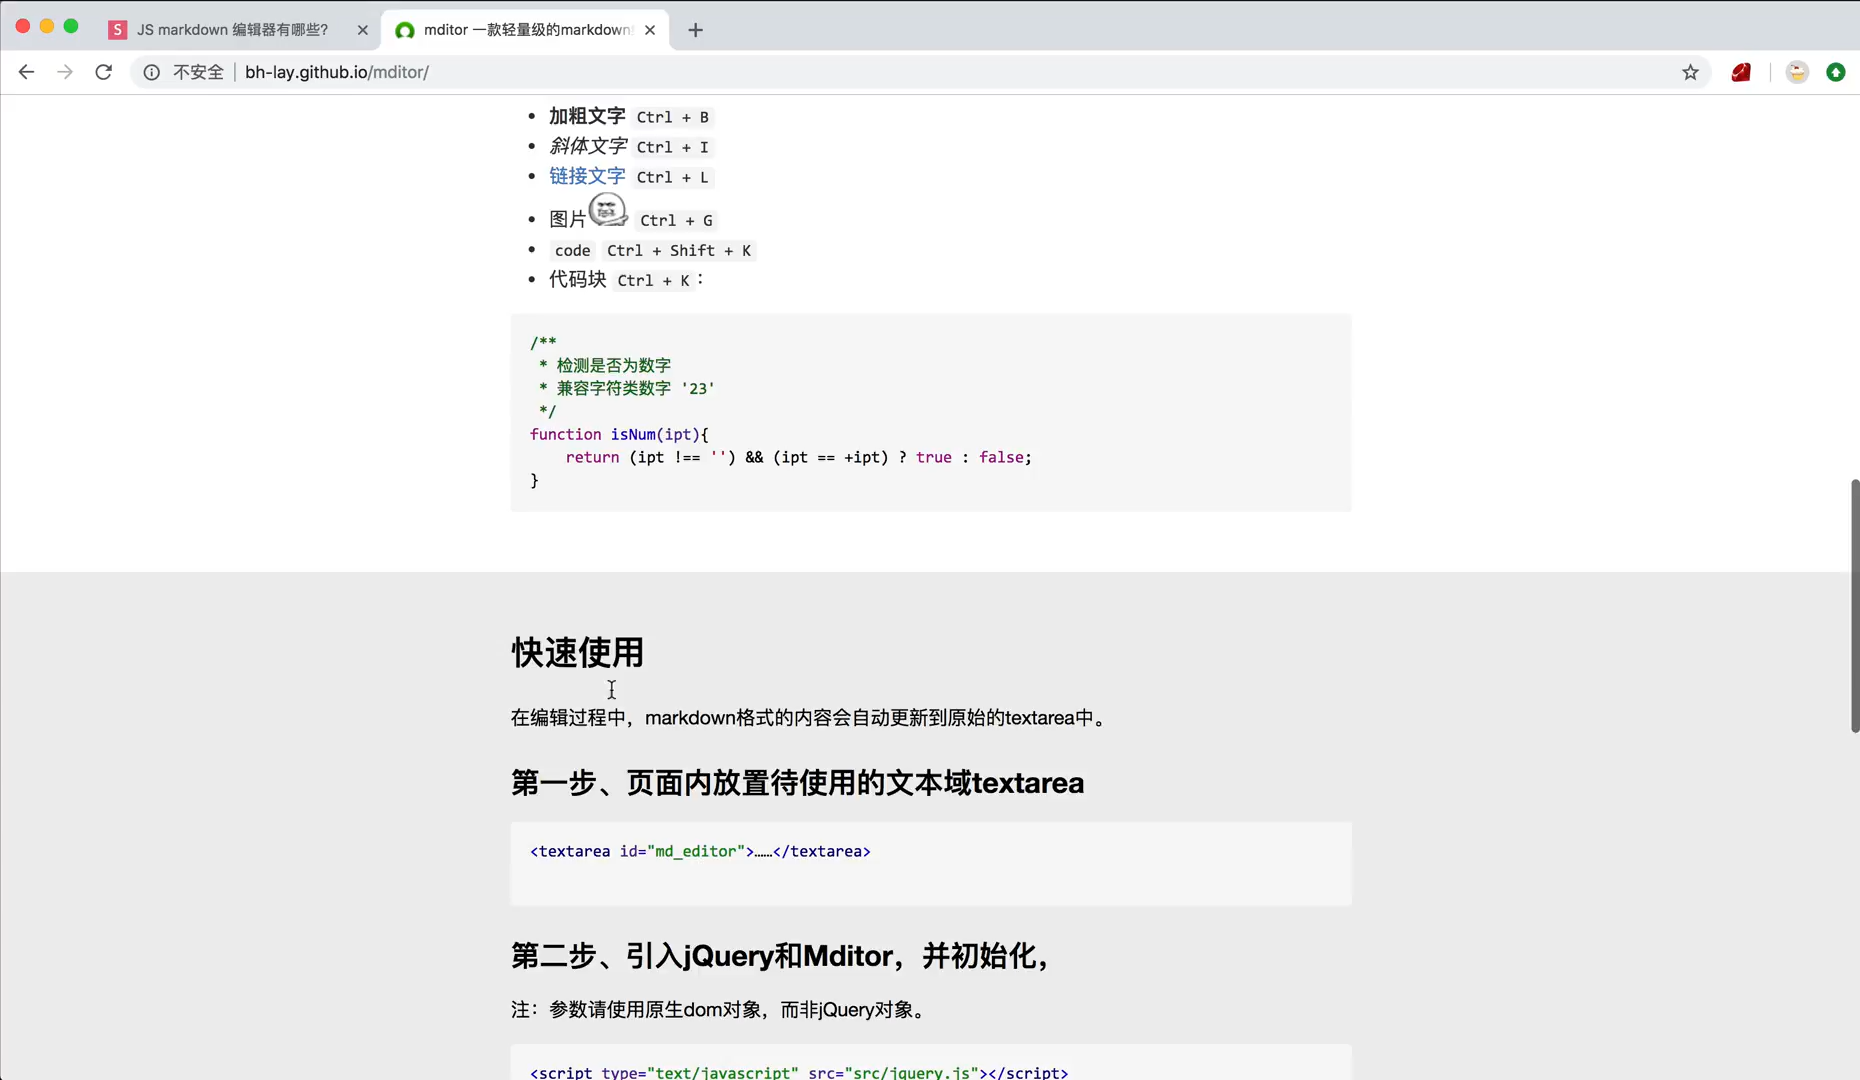 JS markdown 编辑器有哪些?
mditor 一款轻量级的markdown
不安全 bh-lay.github.io/mditor/
加粗文字 Ctrl + B
斜体文字 Ctrl + I
链接文字 Ctrl + L
图片 Ctrl + G
code Ctrl + Shift + K
代码块 Ctrl + K：
/**
* 检测是否为数字
* 兼容字符类数字 '23'
*/
function isNum(ipt){
return (ipt !== '') && (ipt == +ipt) ? true : false;
}
快速使用
在编辑过程中，markdown格式的内容会自动更新到原始的textarea中。
第一步、页面内放置待使用的文本域textarea
<textarea id="md_editor">……</textarea>
第二步、引入jQuery和Mditor，并初始化，
注：参数请使用原生dom对象，而非jQuery对象。
<script type="text/javascript" src="src/jquery.js"></script>